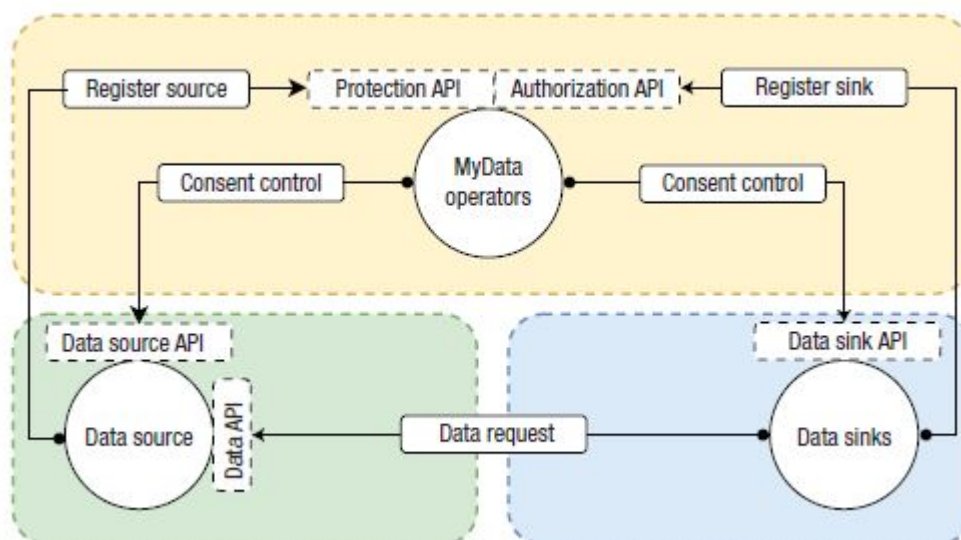 Register source
Protection API
Authorization API
Register sink
Consent control
MyData
operators
Consent control
Data source API
Data sink API
Data source
Data API
Data request
Data sinks